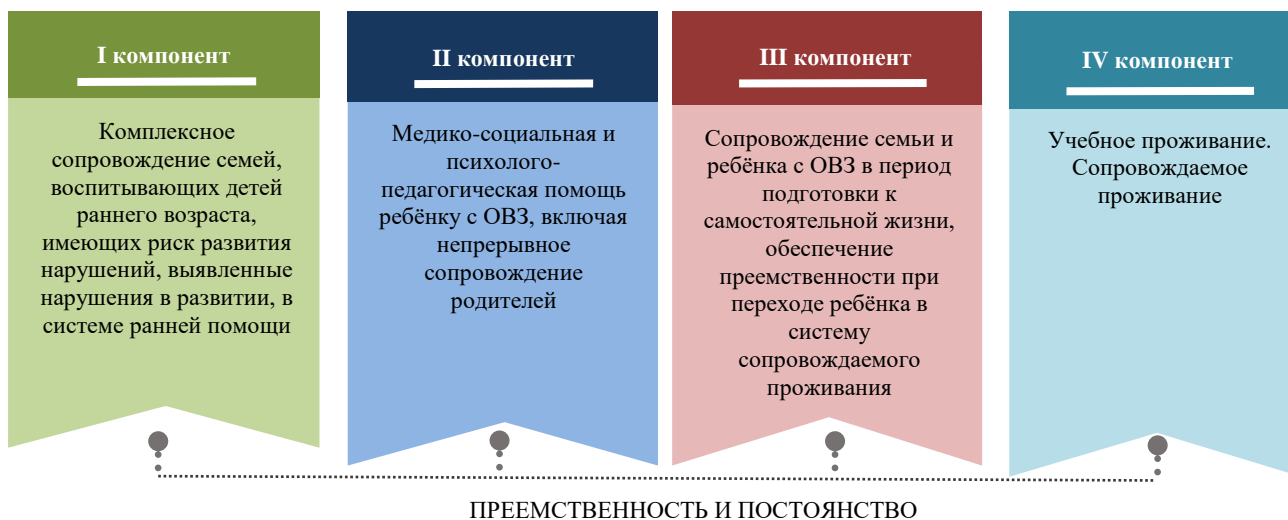 I компонент
Комплексное
сопровождение семей,
воспитывающих детей
раннего возраста,
имеющих риск развития
нарушений, выявленные
нарушения в развитии, в
системе ранней помощи
II компонент
Медико-социальная и
психолого-
педагогическая помощь
ребёнку с ОВЗ, включая
непрерывное
сопровождение
родителей
III компонент
Сопровождение семьи и
ребёнка с ОВЗ в период
подготовки к
самостоятельной жизни,
обеспечение
преемственности при
переходе ребёнка в
систему
сопровождаемого
проживания
IV компонент
Учебное проживание.
Сопровождаемое
проживание
ПРЕЕМСТВЕННОСТЬ И ПОСТОЯНСТВО